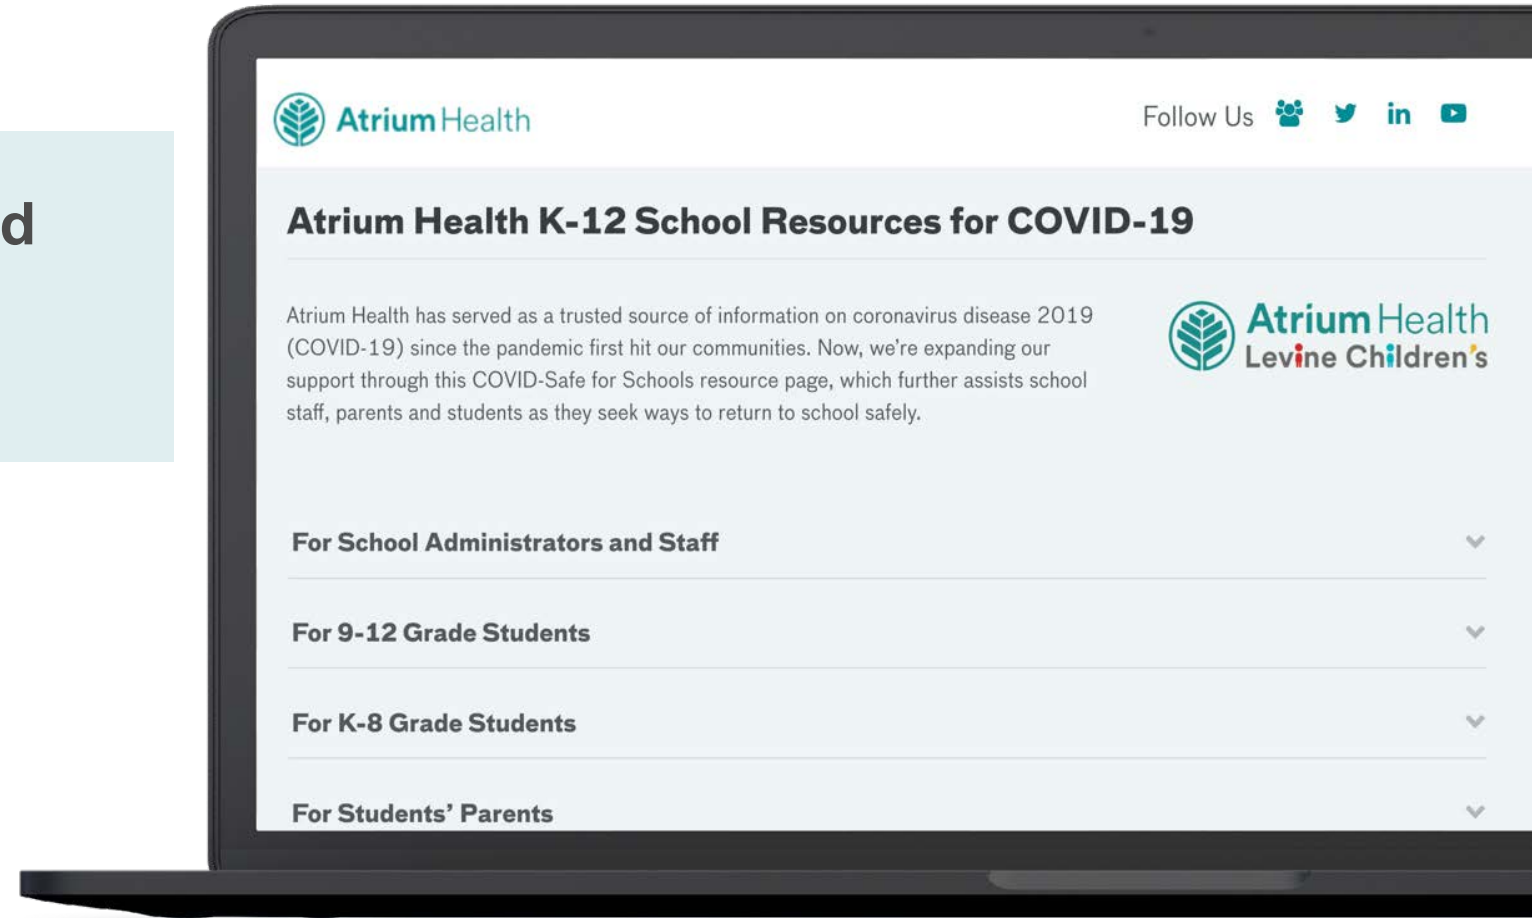 d
Atrium Health
Follow Us
Atrium Health K-12 School Resources for COVID-19
Atrium Health has served as a trusted source of information on coronavirus disease 2019
(COVID-19) since the pandemic first hit our communities. Now, we're expanding our
support through this COVID-Safe for Schools resource page, which further assists school
staff, parents and students as they seek ways to return to school safely.
Atrium Health
Levine Children's
For School Administrators and Staff
For 9-12 Grade Students
For K-8 Grade Students
For Students' Parents